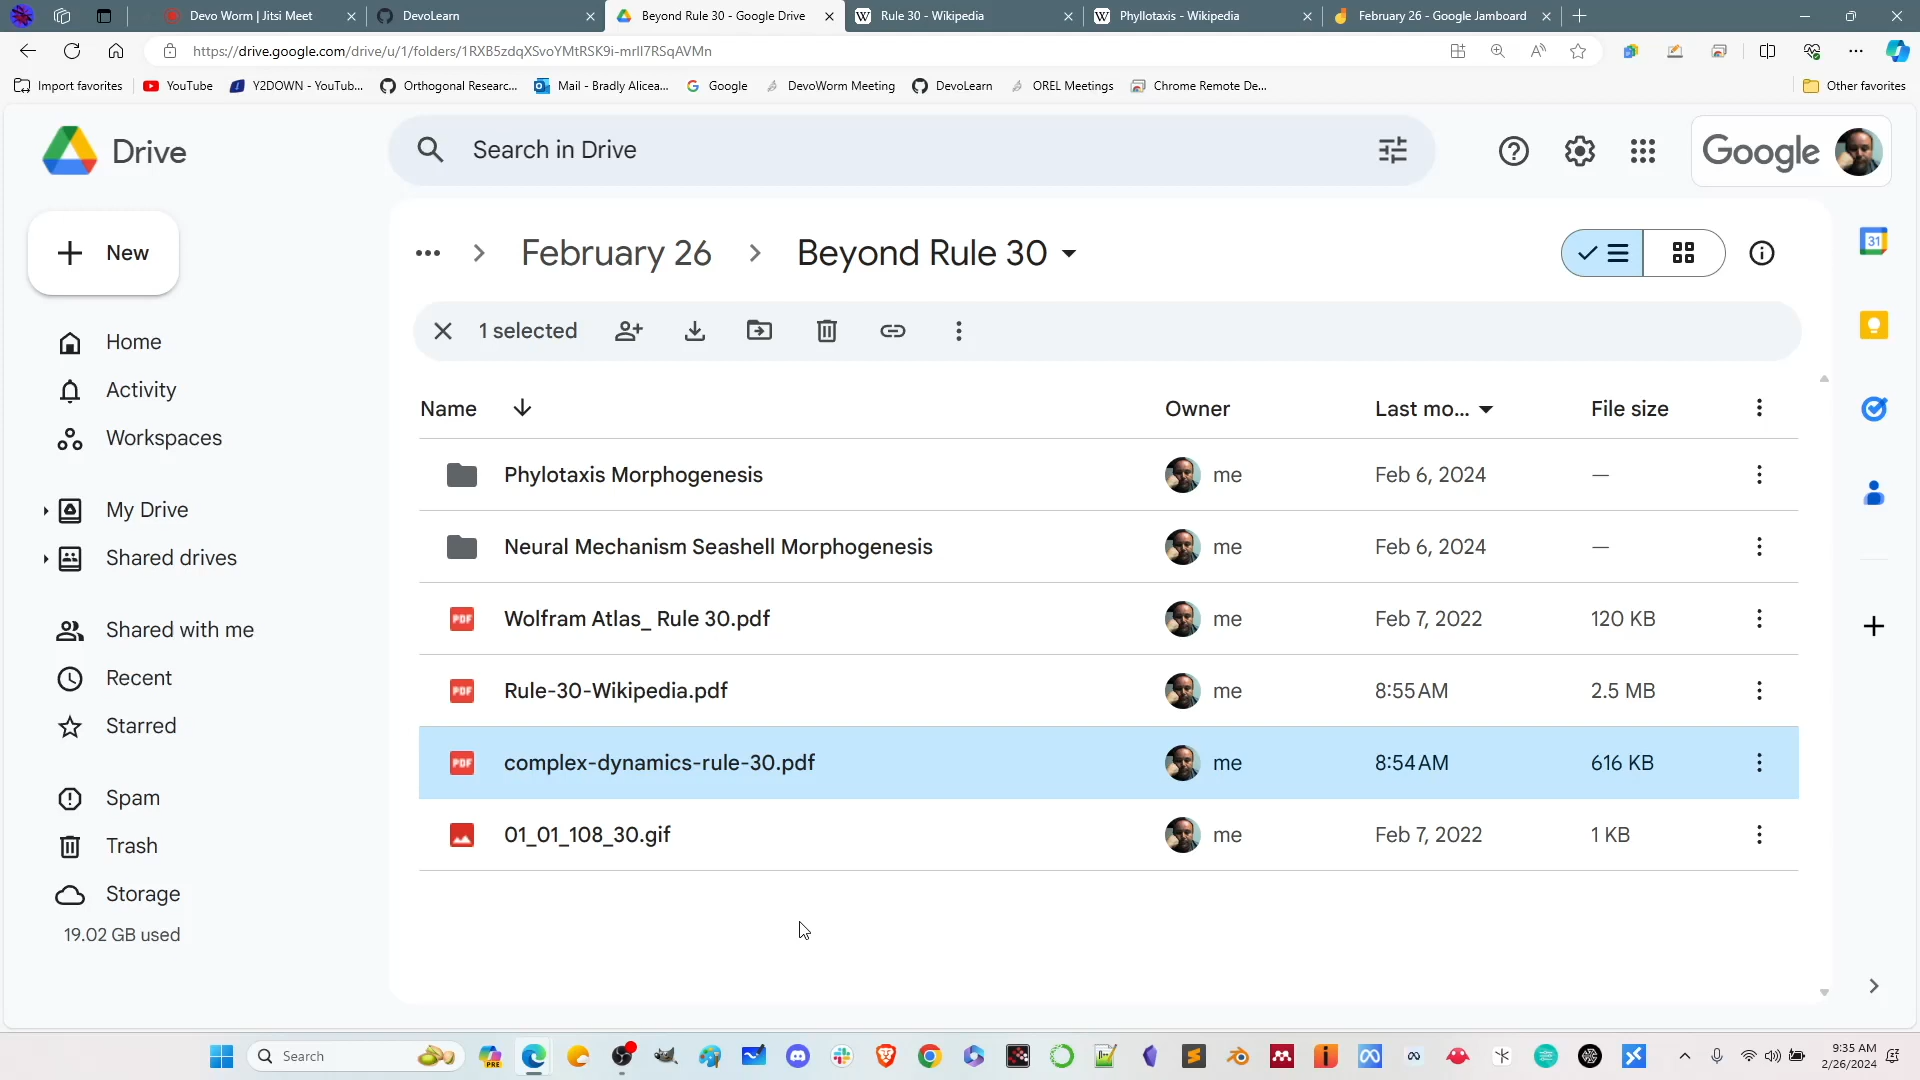 Devo Worm | Jitsi Meet
DevoLearn
Beyond Rule 30 - Google Drive
Rule 30 - Wikipedia
Phyllotaxis - Wikipedia
February 26 - Google Jamboard
https://drive.google.com/drive/u/1/folders/1RXB5zdqXSvoYMtRSK9i-mrlI7RSqAVMn
Import favorites
YouTube
Y2DOWN - YouTub...
Orthogonal Researc...
Mail - Bradly Alicea...
Google
DevoWorm Meeting
DevoLearn
OREL Meetings
Chrome Remote De...
Other favorites
Drive
Search in Drive
Google
New
February 26
Beyond Rule 30
1 selected
Home
Activity
Workspaces
My Drive
Shared drives
Shared with me
Recent
Starred
Spam
Trash
Storage
19.02 GB used
Name Owner Last mo... File size
Phylotaxis Morphogenesis me Feb 6, 2024 —
Neural Mechanism Seashell Morphogenesis me Feb 6, 2024 —
PDF Wolfram Atlas_ Rule 30.pdf me Feb 7, 2022 120 KB
PDF Rule-30-Wikipedia.pdf me 8:55 AM 2.5 MB
PDF complex-dynamics-rule-30.pdf me 8:54 AM 616 KB
01_01_108_30.gif me Feb 7, 2022 1 KB
31
Search
PRE
9:35 AM
2/26/2024